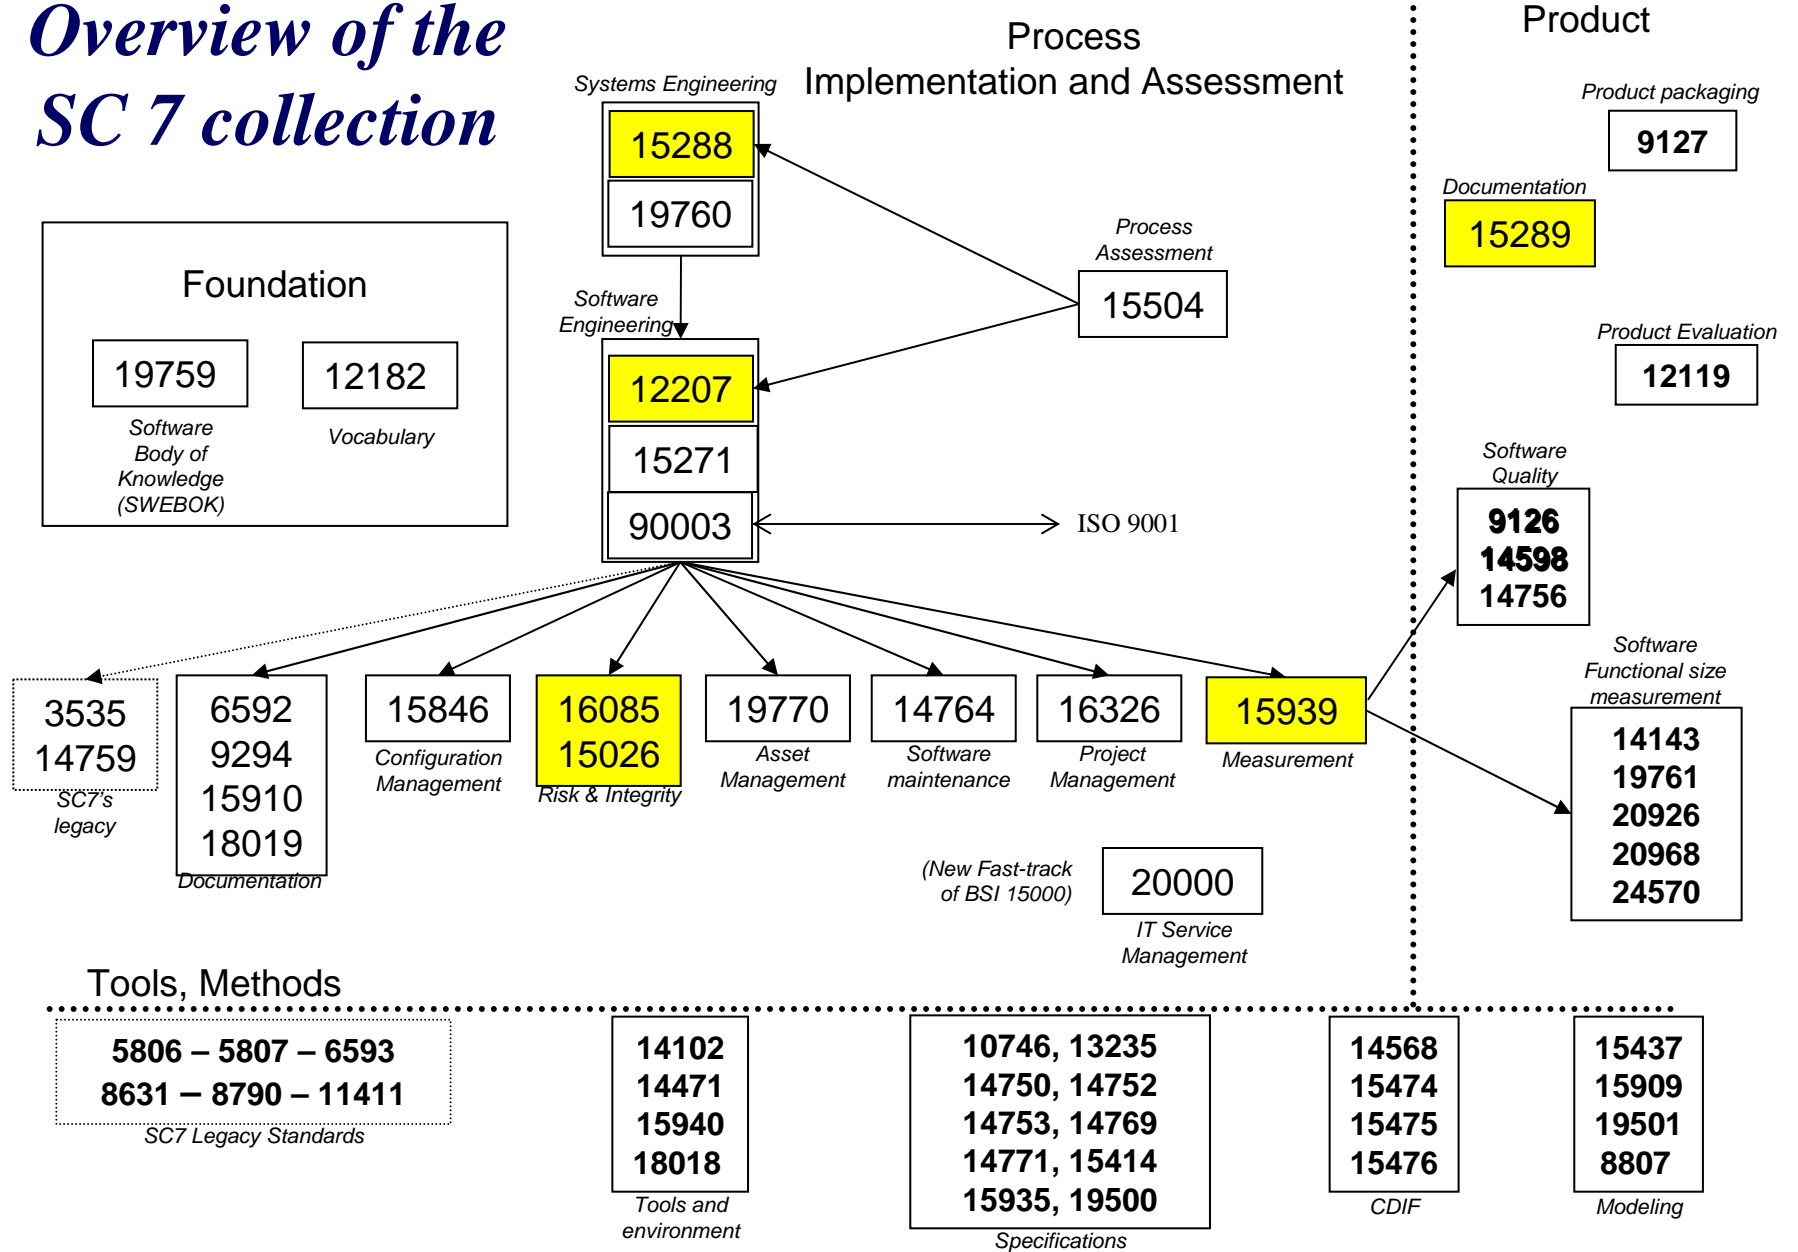 Overview of the
SC 7 collection
Process
Implementation and Assessment
Product
Systems Engineering
15288
19760
Product packaging
9127
Documentation
15289
Process
Assessment
15504
Foundation
19759
Software
Body of
Knowledge
(SWEBOK)
12182
Vocabulary
Software
Engineering
12207
15271
90003
ISO 9001
Product Evaluation
12119
Software
Quality
9126
14598
14756
Software
Functional size
measurement
14143
19761
20926
20968
24570
3535
14759
SC7's
legacy
6592
9294
15910
18019
Documentation
15846
Configuration
Management
16085
15026
Risk & Integrity
19770
Asset
Management
14764
Software
maintenance
16326
Project
Management
15939
Measurement
(New Fast-track
of BSI 15000)
20000
IT Service
Management
Tools, Methods
5806 – 5807 – 6593
8631 – 8790 – 11411
SC7 Legacy Standards
14102
14471
15940
18018
Tools and
environment
10746, 13235
14750, 14752
14753, 14769
14771, 15414
15935, 19500
Specifications
14568
15474
15475
15476
CDIF
15437
15909
19501
8807
Modeling